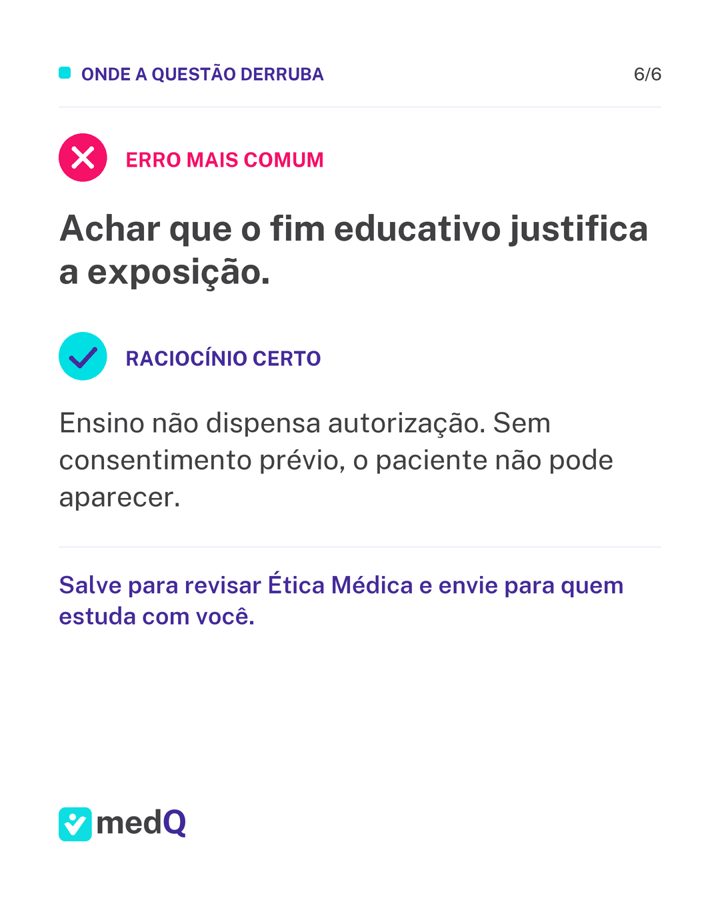 ONDE A QUESTÃO DERRUBA
6/6
ERRO MAIS COMUM
Achar que o fim educativo justifica
a exposição.
RACIOCÍNIO CERTO
Ensino não dispensa autorização. Sem
consentimento prévio, o paciente não pode
aparecer.
Salve para revisar Ética Médica e envie para quem
estuda com você.
medQ